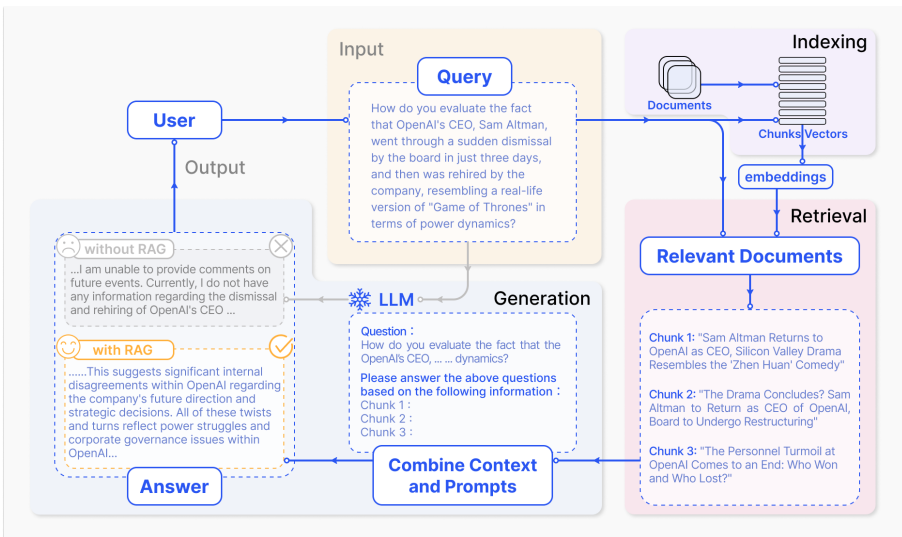 Input
Query
How do you evaluate the fact
that OpenAI's CEO, Sam Altman,
went through a sudden dismissal
by the board in just three days,
and then was rehired by the
company, resembling a real-life
version of "Game of Thrones" in
terms of power dynamics?
Indexing
Documents
Chunks Vectors
embeddings
User
Output
Retrieval
Relevant Documents
Chunk 1: "Sam Altman Returns to
OpenAI as CEO, Silicon Valley Drama
Resembles the 'Zhen Huan' Comedy"
Chunk 2: "The Drama Concludes? Sam
Altman to Return as CEO of OpenAI,
Board to Undergo Restructuring"
Chunk 3: "The Personnel Turmoil at
OpenAI Comes to an End: Who Won
and Who Lost?"
LLM
Generation
Question :
How do you evaluate the fact that the
OpenAI's CEO, ... ... dynamics?
Please answer the above questions
based on the following information :
Chunk 1 :
Chunk 2 :
Chunk 3 :
Combine Context
and Prompts
without RAG
...I am unable to provide comments on
future events. Currently, I do not have
any information regarding the dismissal
and rehiring of OpenAI's CEO ...
with RAG
......This suggests significant internal
disagreements within OpenAI regarding
the company's future direction and
strategic decisions. All of these twists
and turns reflect power struggles and
corporate governance issues within
OpenAI...
Answer